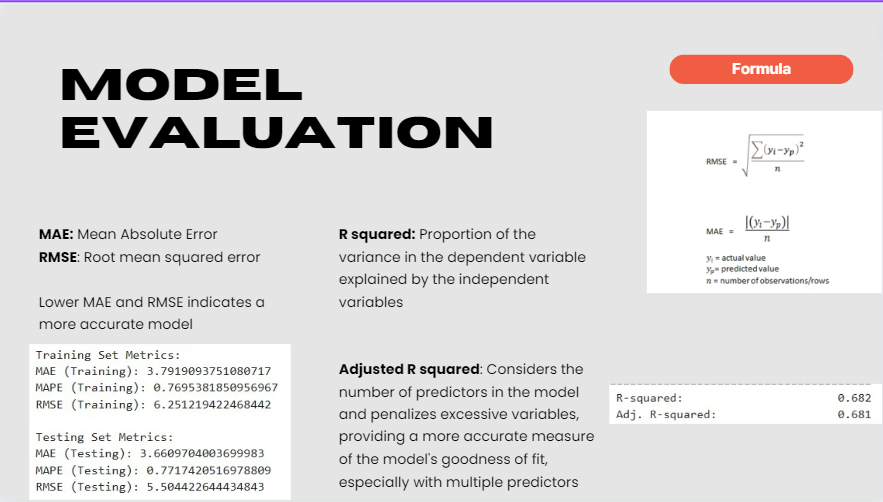 MODEL
EVALUATION
Formula
RMSE = √ ∑(yᵢ−yₚ)²
n
MAE = |(yᵢ−yₚ)|
n
yᵢ = actual value
yₚ= predicted value
n = number of observations/rows
MAE: Mean Absolute Error
RMSE: Root mean squared error
Lower MAE and RMSE indicates a
more accurate model
Training Set Metrics:
MAE (Training): 3.7919093751080717
MAPE (Training): 0.7695381850956967
RMSE (Training): 6.251219422468442
Testing Set Metrics:
MAE (Testing): 3.6609704003699983
MAPE (Testing): 0.7717420516978809
RMSE (Testing): 5.504422644434843
R squared: Proportion of the
variance in the dependent variable
explained by the independent
variables
Adjusted R squared: Considers the
number of predictors in the model
and penalizes excessive variables,
providing a more accurate measure
of the model's goodness of fit,
especially with multiple predictors
R-squared: 0.682
Adj. R-squared: 0.681